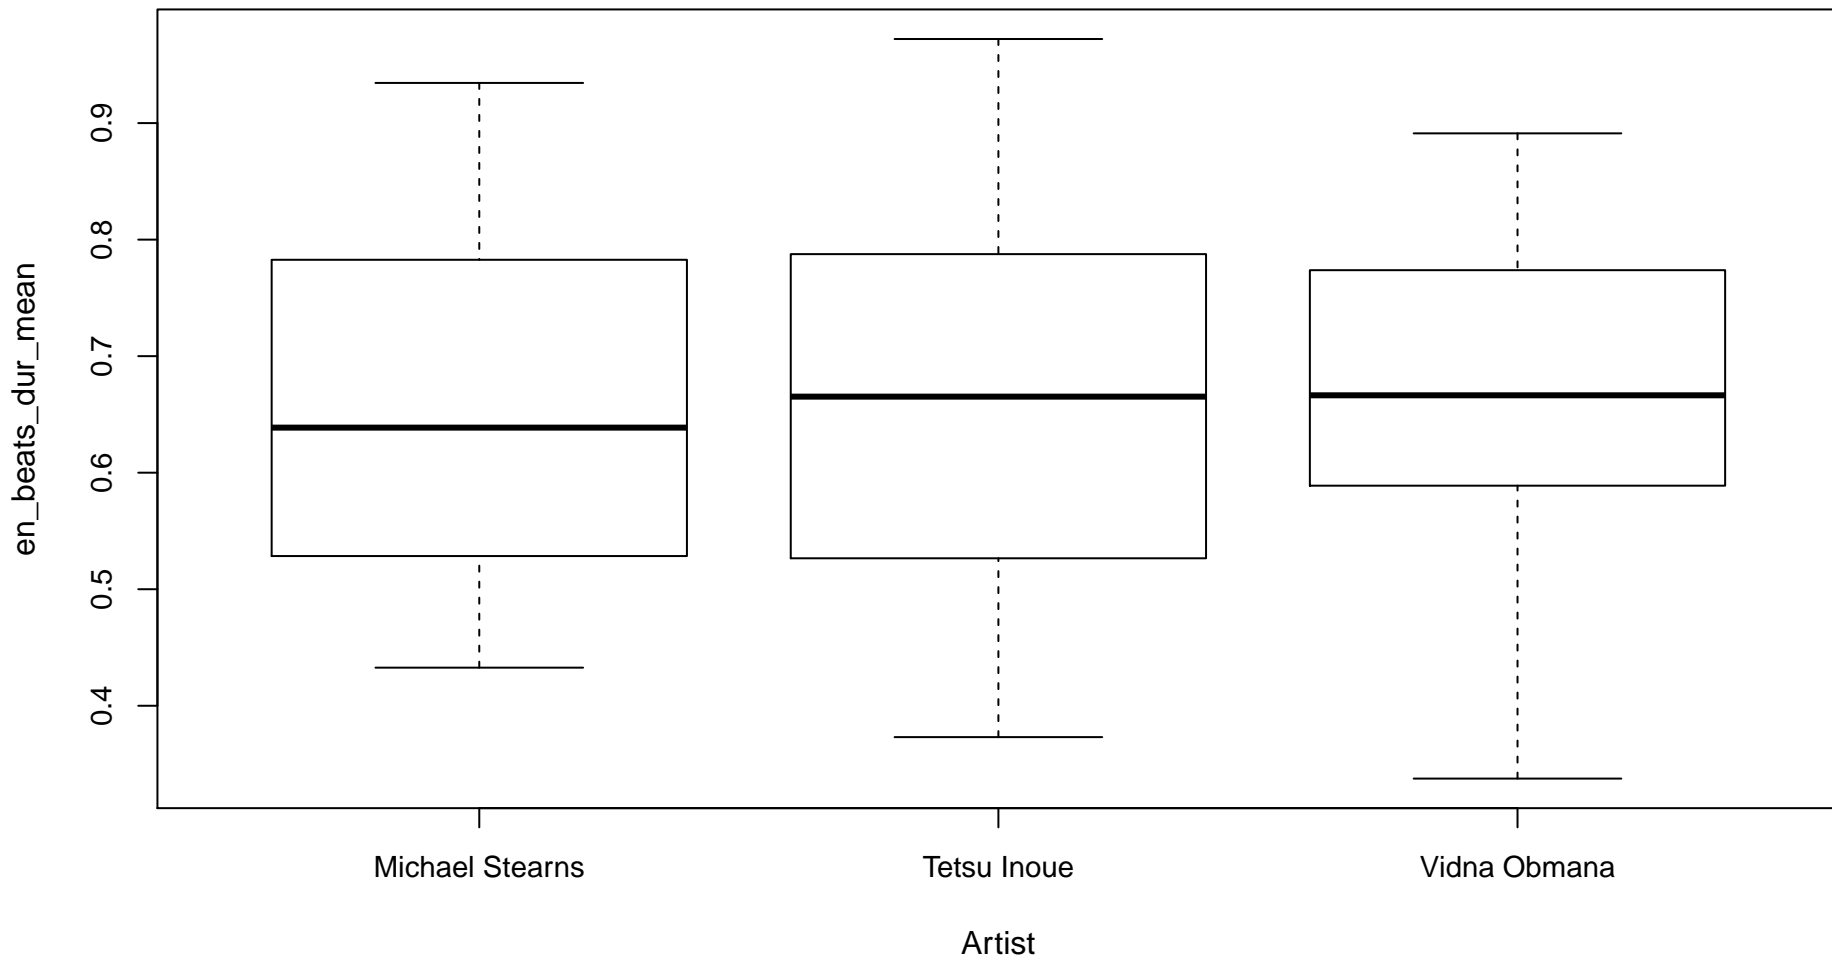 en_beats_dur_mean
0.9
0.8
0.7
0.6
0.5
0.4
Michael Stearns
Tetsu Inoue
Vidna Obmana
Artist